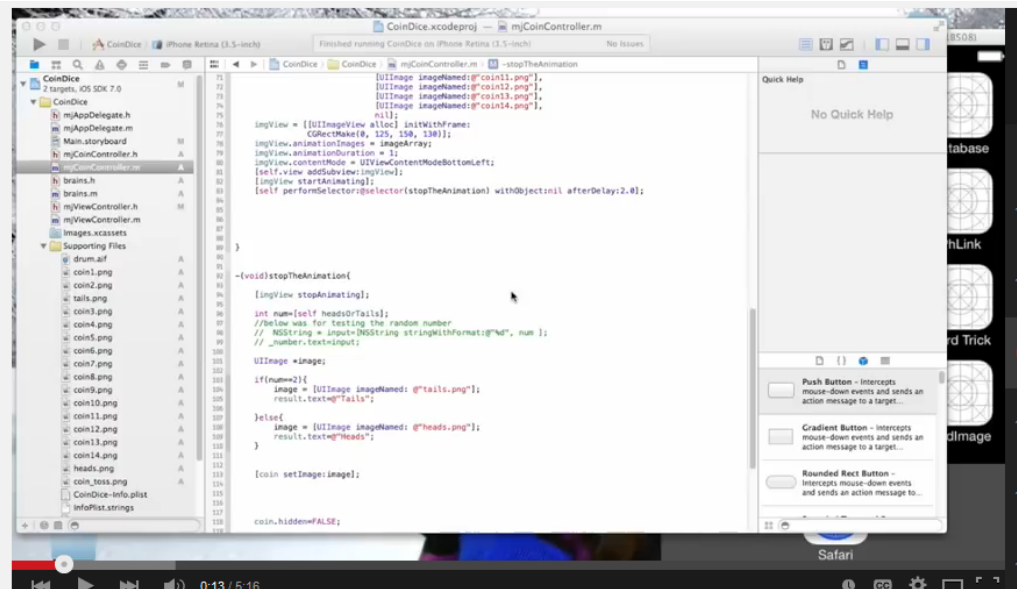 CoinDice.xcodeproj — mjCoinController.m
CoinDice
iPhone Retina (3.5-inch)
Finished running CoinDice on iPhone Retina (3.5-inch)
No Issues
CoinDice
CoinDice
mjCoinController.m
-stopTheAnimation
CoinDice
2 targets, iOS SDK 7.0
M
CoinDice
mjAppDelegate.h
mjAppDelegate.m
Main.storyboard
M
mjCoinController.h
A
mjCoinController.m
A
brains.h
A
brains.m
A
mjViewController.h
M
mjViewController.m
Images.xcassets
Supporting Files
drum.aif
A
coin1.png
A
coin2.png
A
tails.png
A
coin3.png
A
coin4.png
A
coin5.png
A
coin6.png
A
coin7.png
A
coin8.png
A
coin9.png
A
coin10.png
A
coin11.png
A
coin12.png
A
coin13.png
A
coin14.png
A
heads.png
A
coin_toss.png
A
CoinDice-Info.plist
InfoPlist.strings
[UIImage imageNamed:@"coin11.png"],
[UIImage imageNamed:@"coin12.png"],
[UIImage imageNamed:@"coin13.png"],
[UIImage imageNamed:@"coin14.png"],
nil];
imgView = [[UIImageView alloc] initWithFrame:
CGRectMake(0, 125, 150, 130)];
imgView.animationImages = imageArray;
imgView.animationDuration = 1;
imgView.contentMode = UIViewContentModeBottomLeft;
[self.view addSubview:imgView];
[imgView startAnimating];
[self performSelector:@selector(stopTheAnimation) withObject:nil afterDelay:2.0];
}
-(void)stopTheAnimation{
[imgView stopAnimating];
int num=[self headsOrTails];
//below was for testing the random number
// NSString * input=[NSString stringWithFormat:@"%d", num ];
// _number.text=input;
UIImage *image;
if(num==2){
image = [UIImage imageNamed: @"tails.png"];
result.text=@"Tails";
}else{
image = [UIImage imageNamed: @"heads.png"];
result.text=@"Heads";
}
[coin setImage:image];
coin.hidden=FALSE;
Quick Help
No Quick Help
Push Button - Intercepts
mouse-down events and sends an
action message to a target...
Gradient Button - Intercepts
mouse-down events and sends an
action message to a target...
Rounded Rect Button -
Intercepts mouse-down events
and sends an action message to...
tabase
hLink
rd Trick
dImage
Safari
0:13 / 5:16
CC